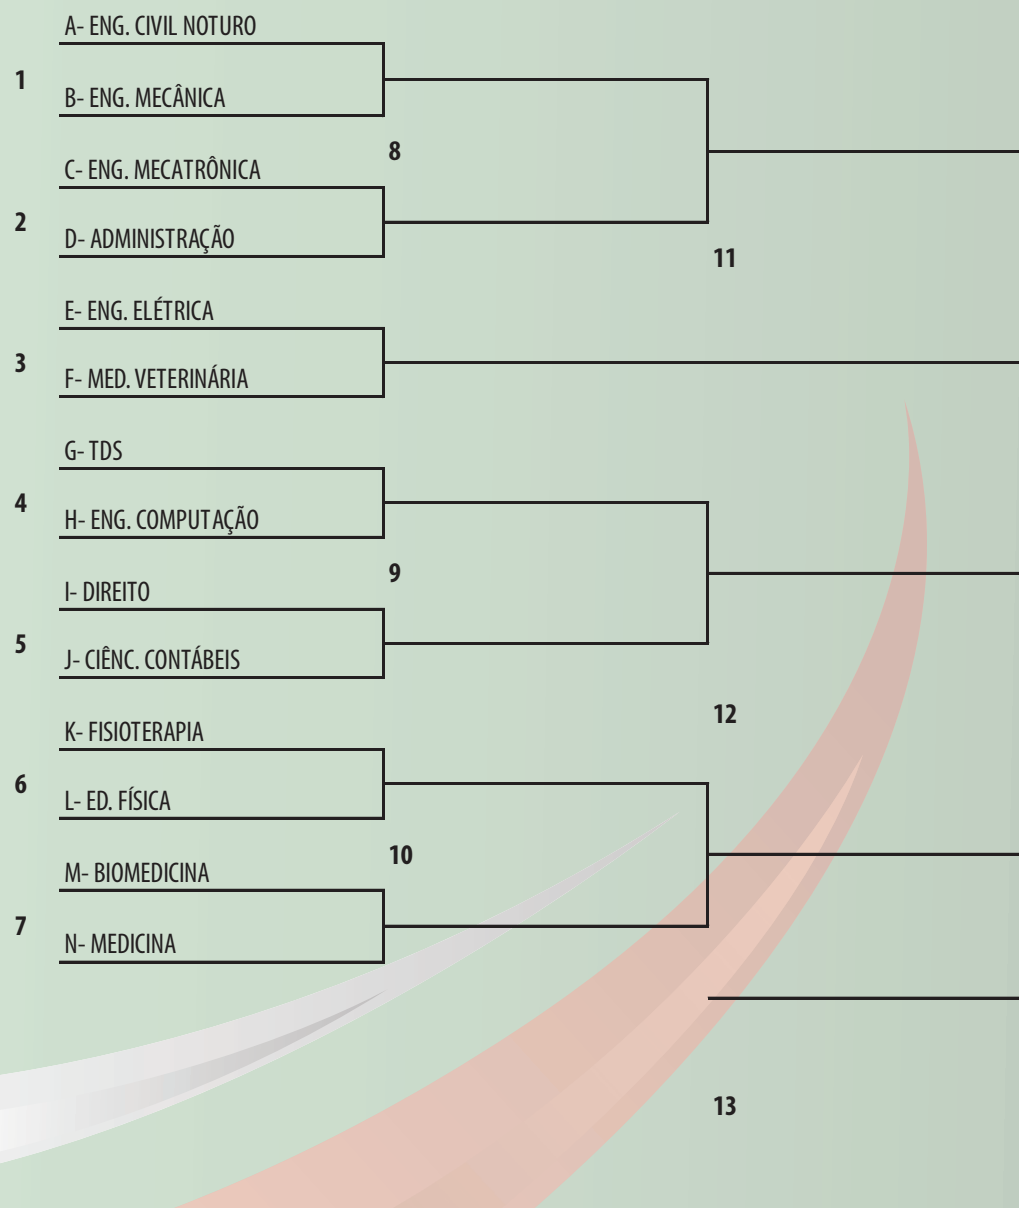 A- ENG. CIVIL NOTURO
1
B- ENG. MECÂNICA
8
C- ENG. MECATRÔNICA
2
D- ADMINISTRAÇÃO
11
E- ENG. ELÉTRICA
3
F- MED. VETERINÁRIA
G- TDS
4
H- ENG. COMPUTAÇÃO
9
I- DIREITO
5
J- CIÊNC. CONTÁBEIS
12
K- FISIOTERAPIA
6
L- ED. FÍSICA
10
M- BIOMEDICINA
7
N- MEDICINA
13